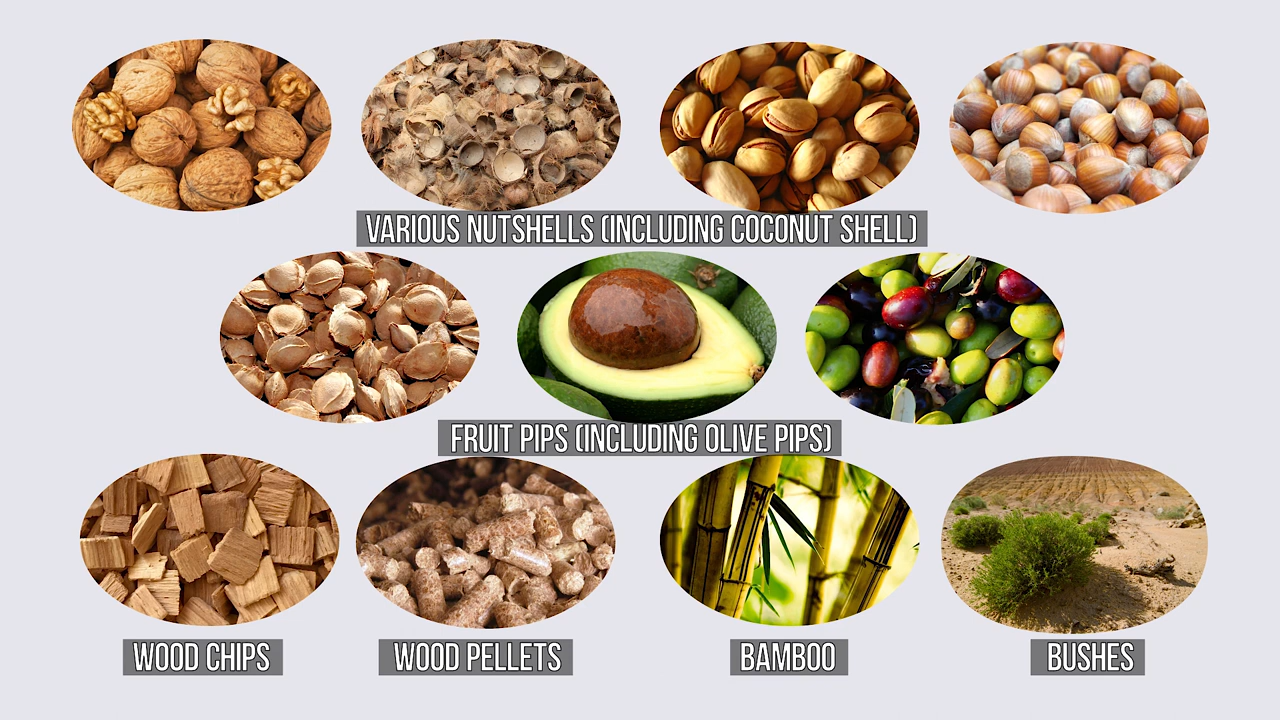 VARIOUS NUTSHELLS (INCLUDING COCONUT SHELL)
FRUIT PIPS (INCLUDING OLIVE PIPS)
WOOD CHIPS
WOOD PELLETS
BAMBOO
BUSHES